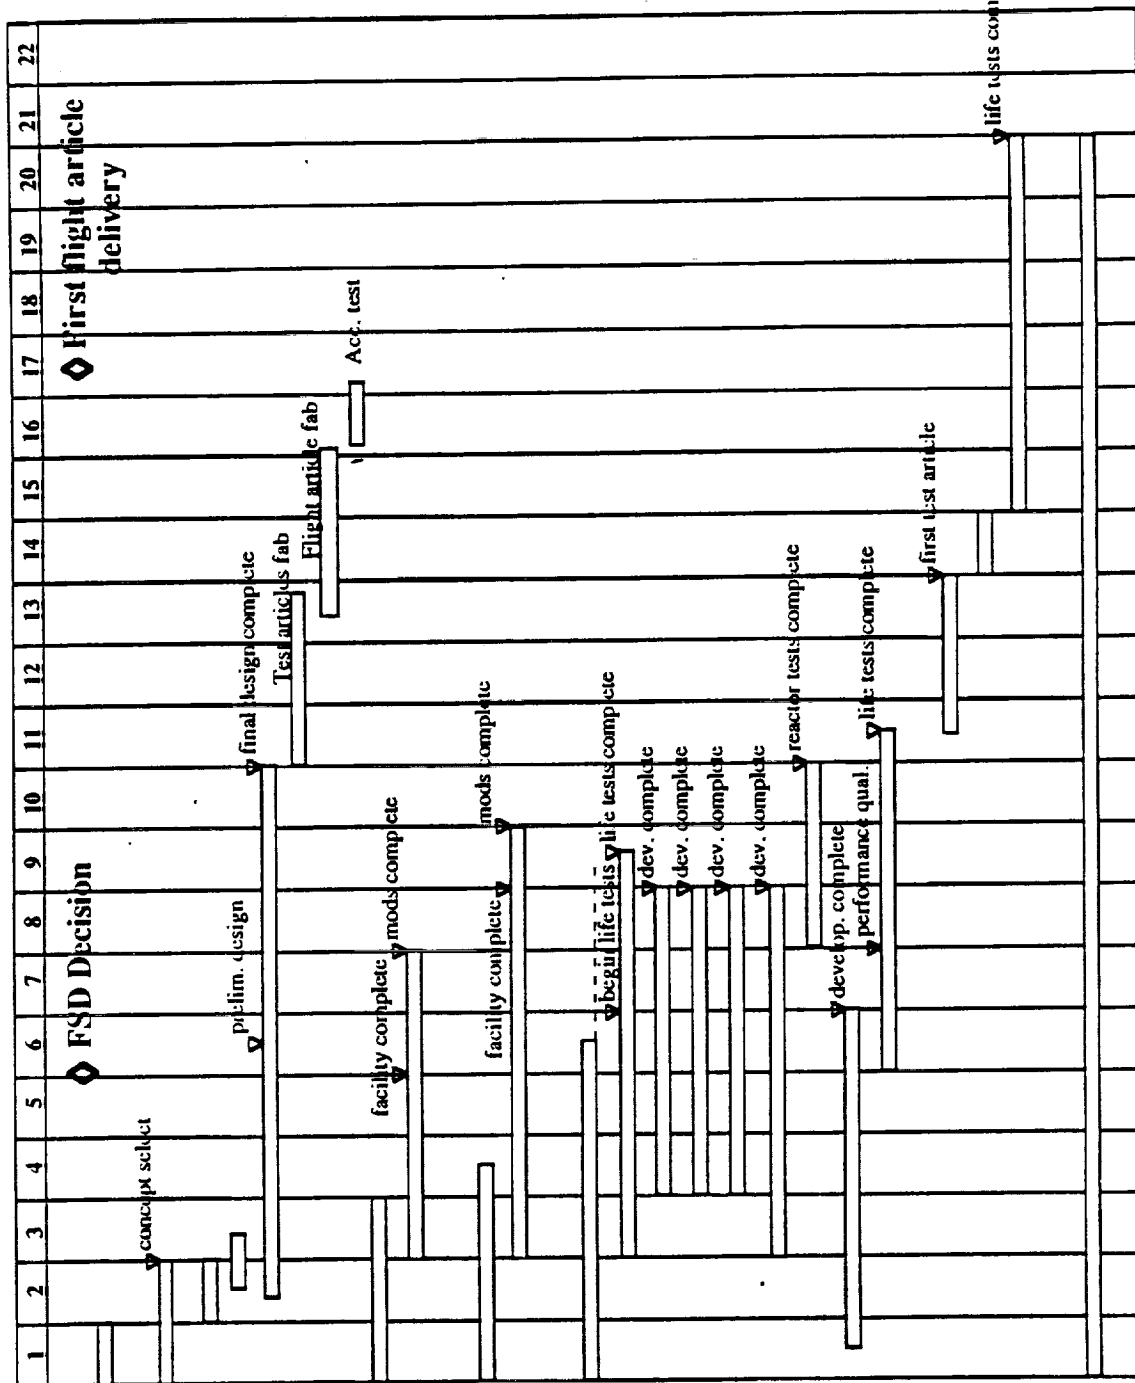 1 2 3 4 5 6 7 8 9 10 11 12 13 14 15 16 17 18 19 20 21 22
FSD Decision
First flight article
delivery
concept select
prelim. design
final design complete
Test articles fab
Flight article fab
Acc. test
facility complete
mods complete
facility complete
mods complete
begin life tests
life tests complete
dev. complete
dev. complete
dev. complete
dev. complete
reactor tests complete
develop. complete
performance qual.
life tests complete
first test article
life tests com